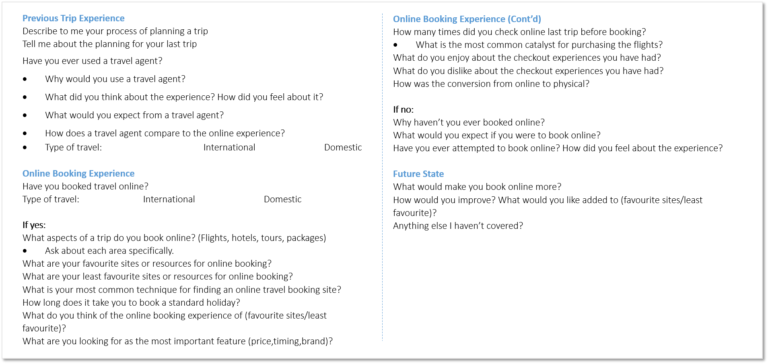 Previous Trip Experience
Describe to me your process of planning a trip
Tell me about the planning for your last trip
Have you ever used a travel agent?
• Why would you use a travel agent?
• What did you think about the experience? How did you feel about it?
• What would you expect from a travel agent?
• How does a travel agent compare to the online experience?
• Type of travel: International Domestic
Online Booking Experience
Have you booked travel online?
Type of travel: International Domestic
If yes:
What aspects of a trip do you book online? (Flights, hotels, tours, packages)
• Ask about each area specifically.
What are your favourite sites or resources for online booking?
What are your least favourite sites or resources for online booking?
What is your most common technique for finding an online travel booking site?
How long does it take you to book a standard holiday?
What do you think of the online booking experience of (favourite sites/least
favourite)?
What are you looking for as the most important feature (price,timing,brand)?
Online Booking Experience (Cont'd)
How many times did you check online last trip before booking?
• What is the most common catalyst for purchasing the flights?
What do you enjoy about the checkout experiences you have had?
What do you dislike about the checkout experiences you have had?
How was the conversion from online to physical?
If no:
Why haven't you ever booked online?
What would you expect if you were to book online?
Have you ever attempted to book online? How did you feel about the experience?
Future State
What would make you book online more?
How would you improve? What would you like added to (favourite sites/least
favourite)?
Anything else I haven't covered?